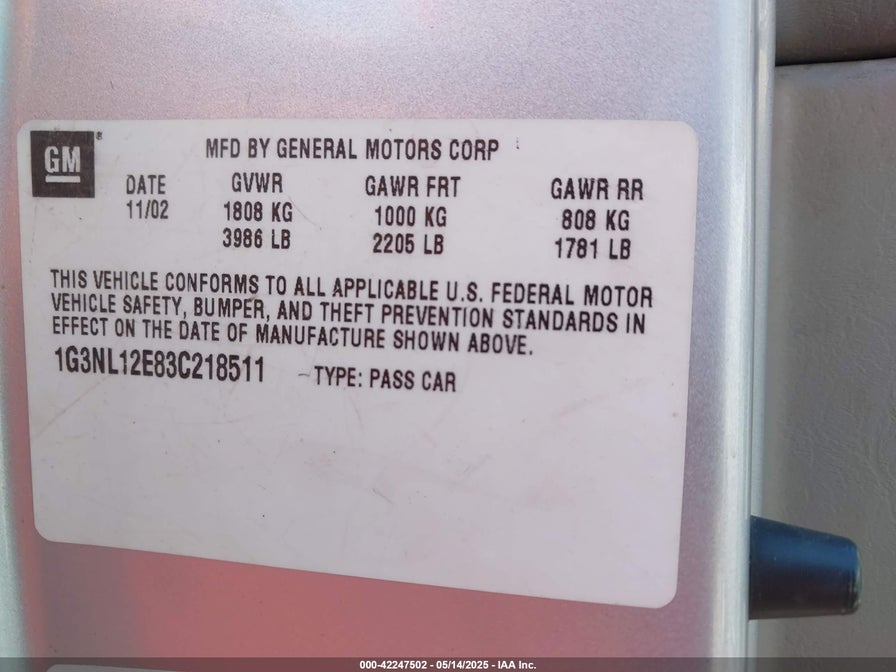 GM
MFD BY GENERAL MOTORS CORP
DATE GVWR GAWR FRT GAWR RR
11/02 1808 KG 1000 KG 808 KG
3986 LB 2205 LB 1781 LB
THIS VEHICLE CONFORMS TO ALL APPLICABLE U.S. FEDERAL MOTOR
VEHICLE SAFETY, BUMPER, AND THEFT PREVENTION STANDARDS IN
EFFECT ON THE DATE OF MANUFACTURE SHOWN ABOVE.
1G3NL12E83C218511 TYPE: PASS CAR
000-42247502 - 05/14/2025 - IAA Inc.